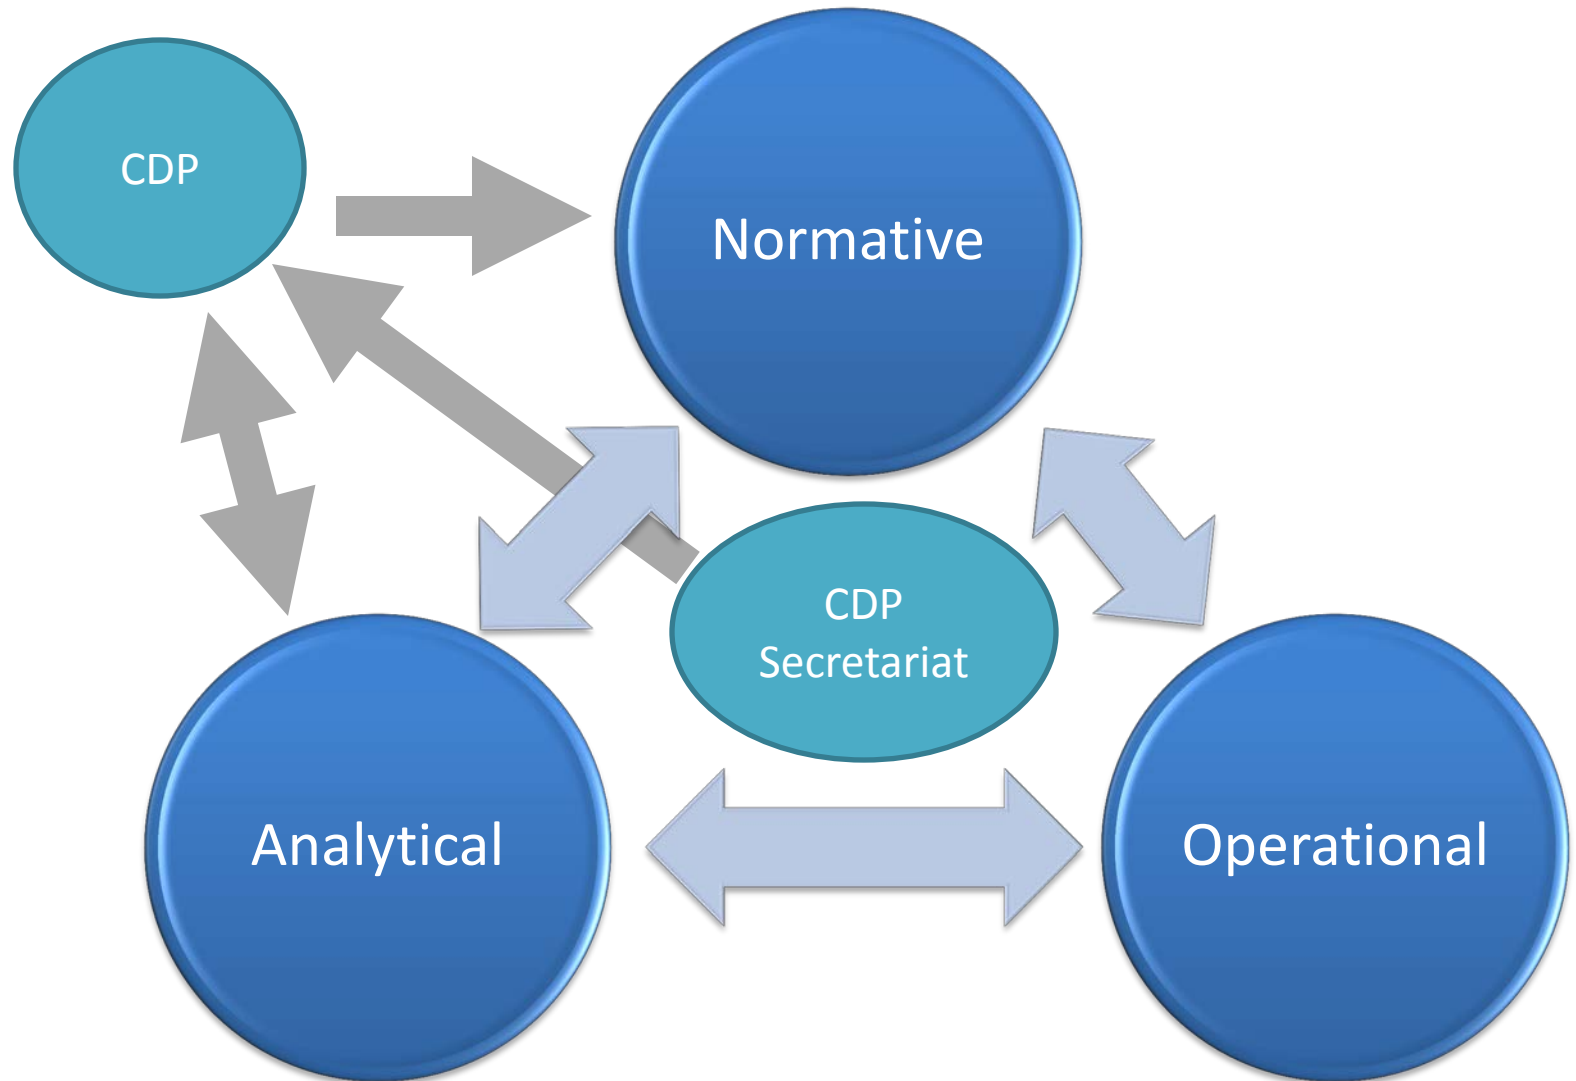 CDP
Normative
CDP
Secretariat
Analytical
Operational